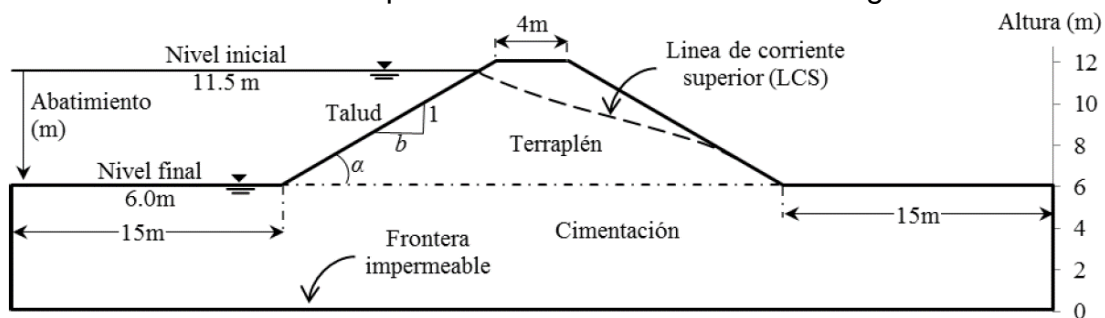 4m
Altura (m)
Nivel inicial
11.5 m
Linea de corriente
superior (LCS)
12
Abatimiento
(m)
Talud
1
b
10
Terraplén
8
Nivel final
α
6.0m
6
15m
Cimentación
15m
4
Frontera
impermeable
2
0